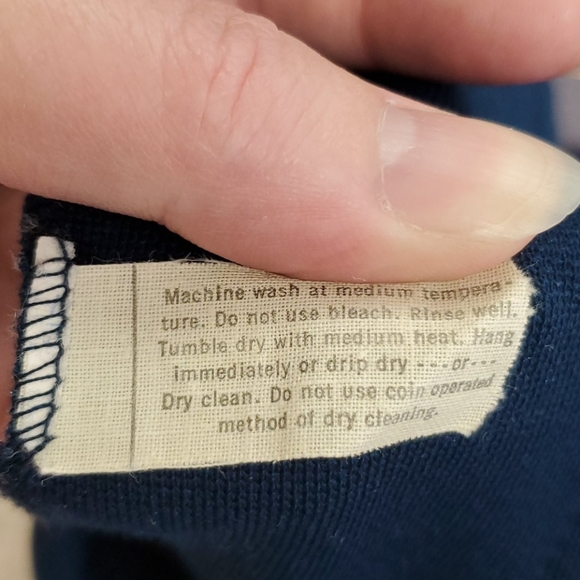 Machine wash at medium tempera-
ture. Do not use bleach. Rinse well.
Tumble dry with medium heat. Hang
immediately or drip dry ---or---
Dry clean. Do not use coin operated
method of dry cleaning.